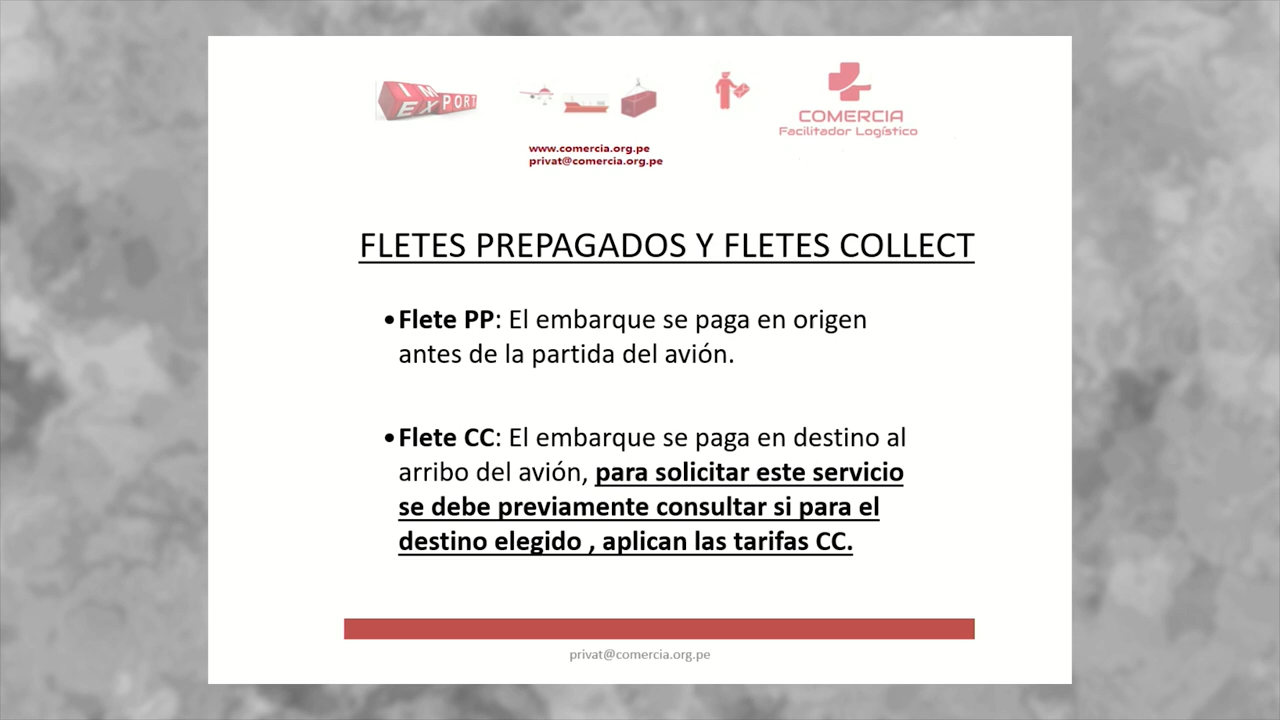 IM
EXPORT
COMERCIA
Facilitador Logístico
www.comercia.org.pe
privat@comercia.org.pe
FLETES PREPAGADOS Y FLETES COLLECT
•Flete PP: El embarque se paga en origen
antes de la partida del avión.
•Flete CC: El embarque se paga en destino al
arribo del avión, para solicitar este servicio
se debe previamente consultar si para el
destino elegido , aplican las tarifas CC.
privat@comercia.org.pe